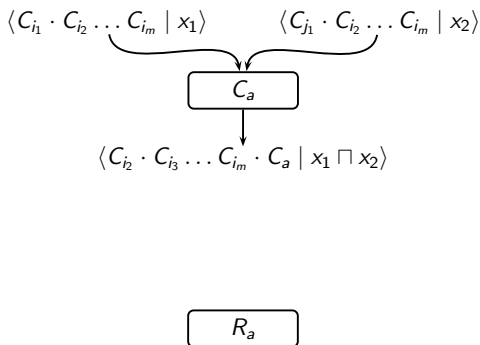 ⟨C_{i_1} · C_{i_2} … C_{i_m} | x_1⟩ ⟨C_{j_1} · C_{i_2} … C_{i_m} | x_2⟩
C_a
⟨C_{i_2} · C_{i_3} … C_{i_m} · C_a | x_1 ⊓ x_2⟩
R_a